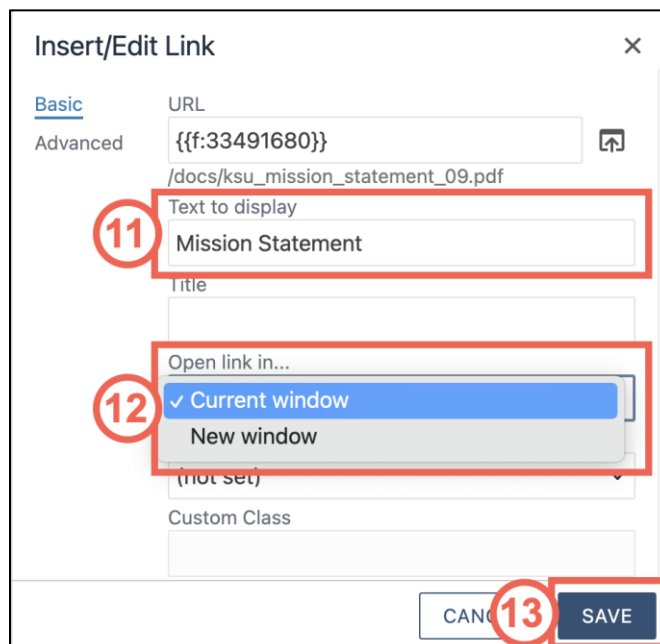 Insert/Edit Link
Basic
Advanced
URL
{{f:33491680}}
/docs/ksu_mission_statement_09.pdf
11
Text to display
Mission Statement
Title
12
Open link in...
✓ Current window
New window
(not set)
Custom Class
13
SAVE